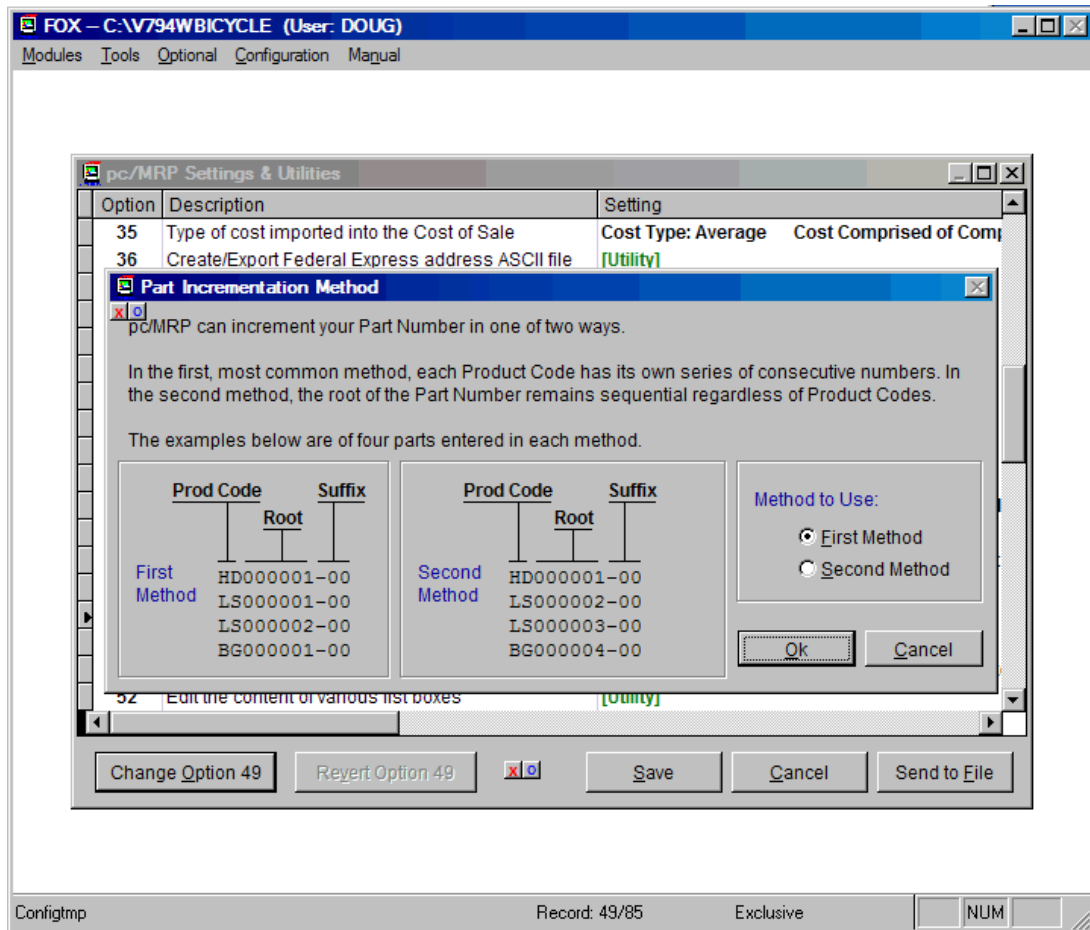 FOX – C:\V794WBICYCLE (User: DOUG)
Modules Tools Optional Configuration Manual
pc/MRP Settings & Utilities
Option Description Setting
35 Type of cost imported into the Cost of Sale Cost Type: Average Cost Comprised of Comp
36 Create/Export Federal Express address ASCII file [Utility]
Part Incrementation Method
X O
pc/MRP can increment your Part Number in one of two ways.
In the first, most common method, each Product Code has its own series of consecutive numbers. In
the second method, the root of the Part Number remains sequential regardless of Product Codes.
The examples below are of four parts entered in each method.
Prod Code Suffix
Root
First Method
HD000001-00
LS000001-00
LS000002-00
BG000001-00
Prod Code Suffix
Root
Second Method
HD000001-00
LS000002-00
LS000003-00
BG000004-00
Method to Use:
First Method
Second Method
Ok Cancel
52 Edit the content of various list boxes [Utility]
Change Option 49 Revert Option 49 X O Save Cancel Send to File
Configtmp Record: 49/85 Exclusive NUM